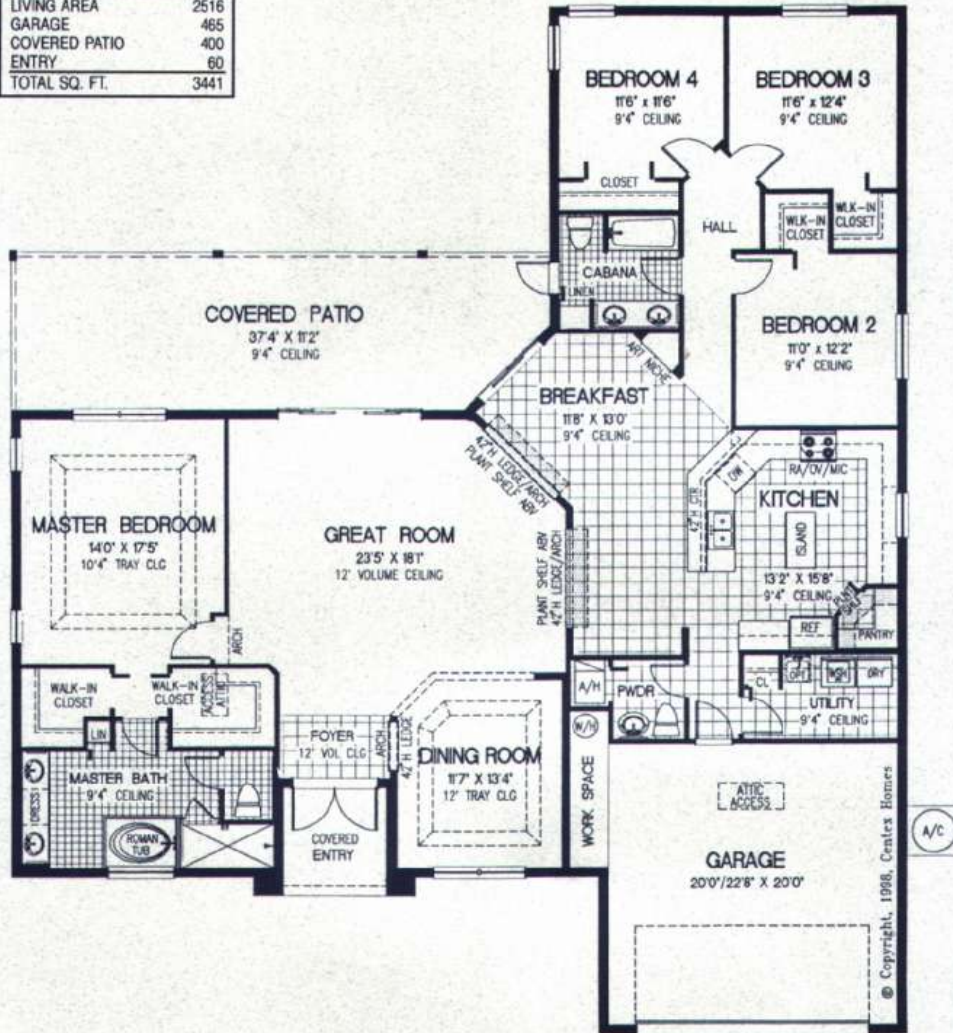 LIVING AREA 2516
GARAGE 465
COVERED PATIO 400
ENTRY 60
TOTAL SQ. FT. 3441
BEDROOM 4
11'6" x 11'6"
9'4" CEILING
BEDROOM 3
11'6" x 12'4"
9'4" CEILING
CLOSET
HALL
WLK-IN
CLOSET
WLK-IN
CLOSET
CABANA
LINEN
COVERED PATIO
37'4" X 11'2"
9'4" CEILING
BEDROOM 2
11'0" x 12'2"
9'4" CEILING
ART NICHE
BREAKFAST
11'8" X 13'0"
9'4" CEILING
42"H LEDGE/ARCH
PLANT SHELF ABV
DW
RA/OV/MIC
42"H CTR
KITCHEN
ISLAND
13'2" X 15'8"
9'4" CEILING
PLANT
SHELF
REF
PANTRY
MASTER BEDROOM
14'0" X 17'5"
10'4" TRAY CLG
GREAT ROOM
23'5" X 18'1"
12' VOLUME CEILING
PLANT SHELF ABV
42"H LEDGE/ARCH
ARCH
WALK-IN
CLOSET
WALK-IN
CLOSET
ATTIC
ACCESS
LIN
A/H
PWDR
CL
OPT
WSH
DRY
UTILITY
9'4" CEILING
W/H
FOYER
12' VOL CLG
ARCH
42"H LEDGE
DINING ROOM
11'7" X 13'4"
12' TRAY CLG
MASTER BATH
9'4" CEILING
DRESS
ROMAN
TUB
COVERED
ENTRY
WORK SPACE
ATTIC
ACCESS
GARAGE
20'0"/22'8" X 20'0"
A/C
© Copyright, 1998, Centex Homes